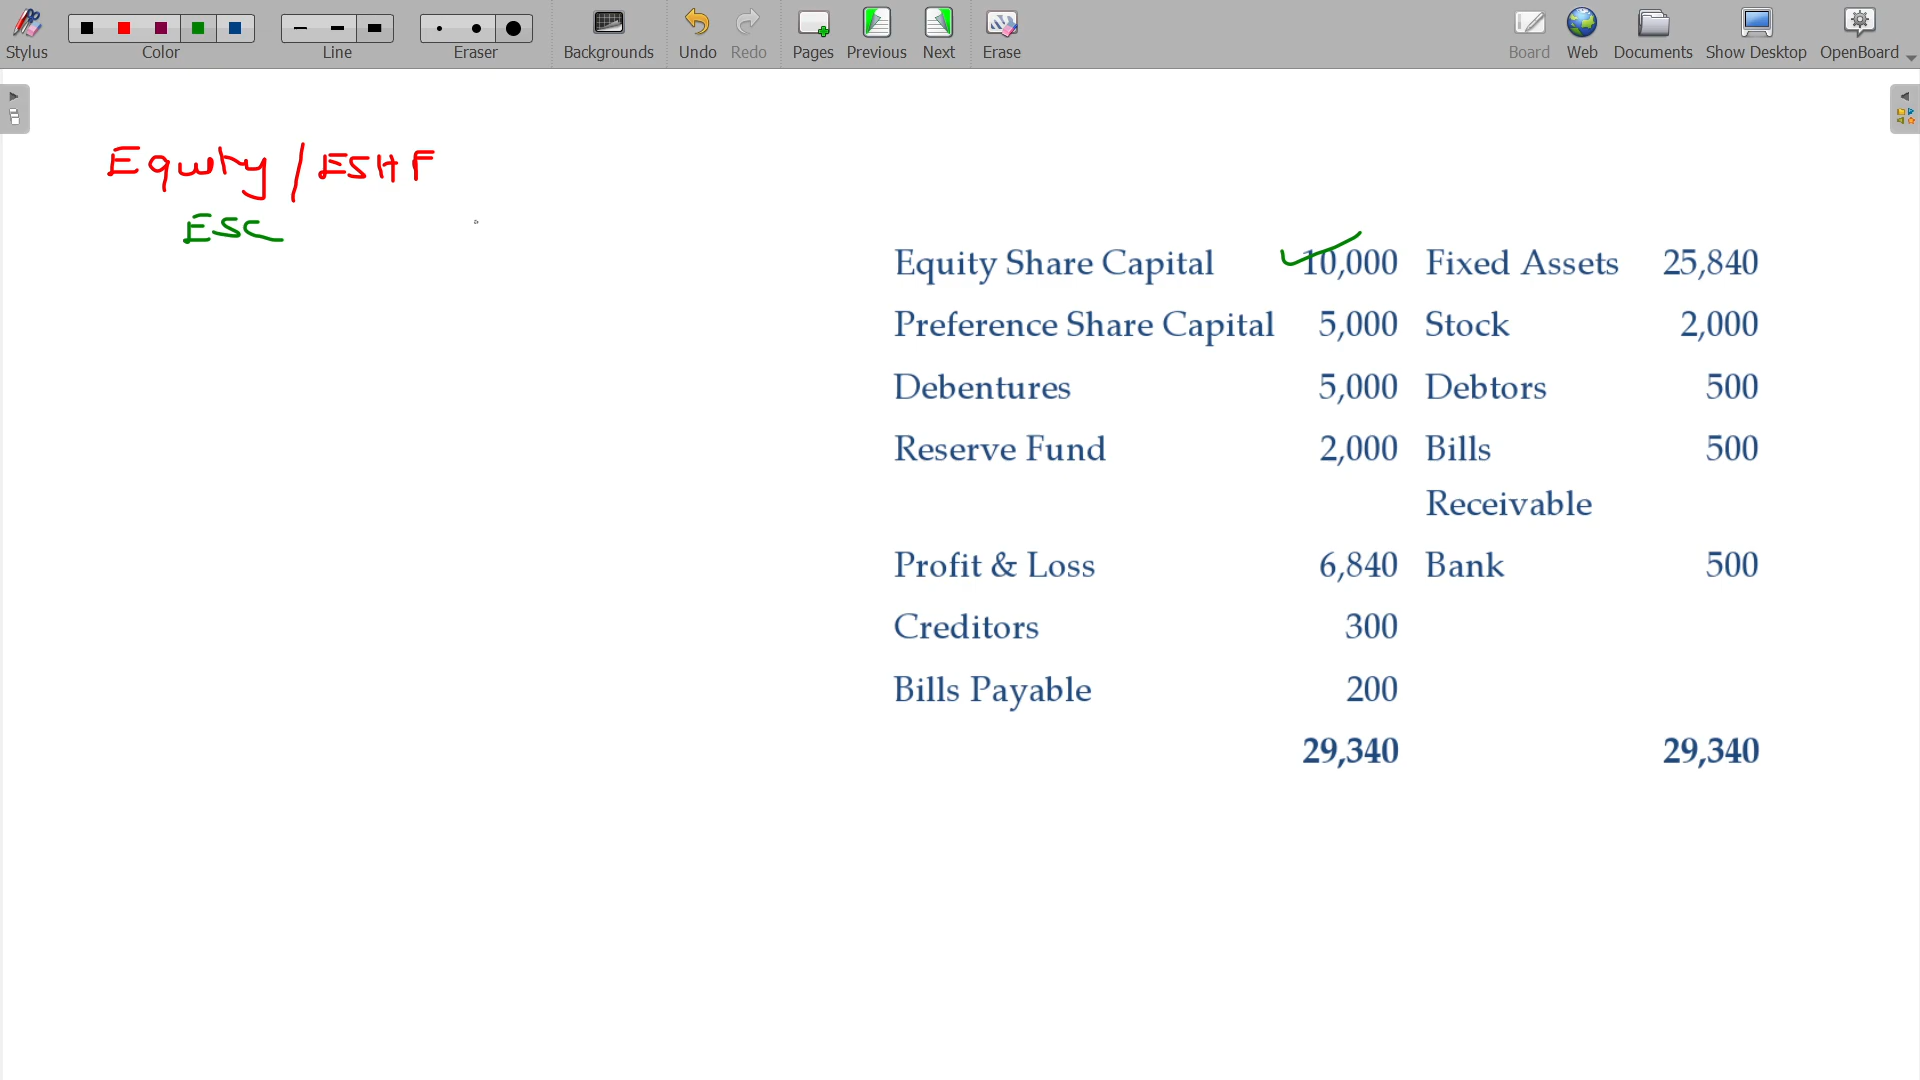 Stylus Color Line Eraser Backgrounds Undo Redo Pages Previous Next Erase Board Web Documents Show Desktop OpenBoard
Equity / ESHF
ESC
Equity Share Capital 10,000 Fixed Assets 25,840
Preference Share Capital 5,000 Stock 2,000
Debentures 5,000 Debtors 500
Reserve Fund 2,000 Bills 500
Receivable
Profit & Loss 6,840 Bank 500
Creditors 300
Bills Payable 200
29,340 29,340